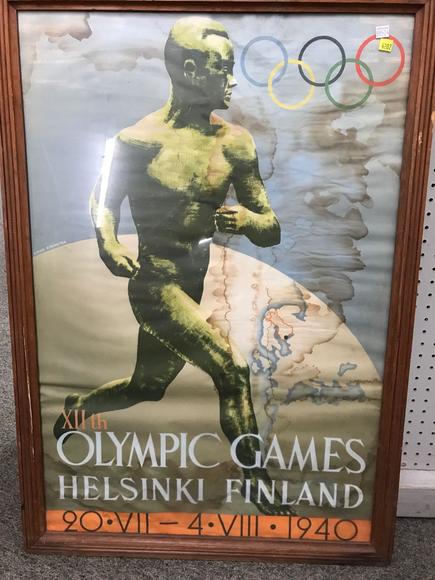 XIIth
OLYMPIC GAMES
HELSINKI FINLAND
20·VII – 4·VIII·1940